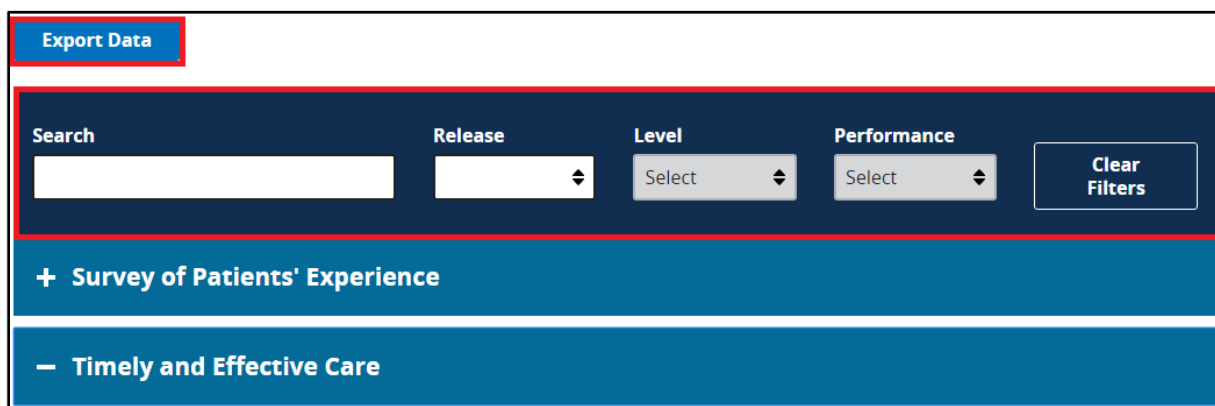 Export Data
Search
Release
Level
Performance
Select
Select
Clear
Filters
+ Survey of Patients' Experience
− Timely and Effective Care